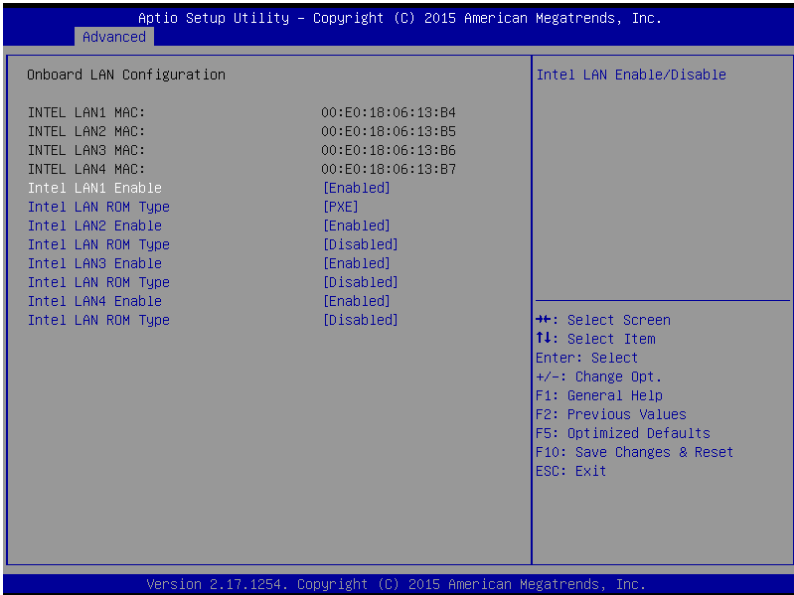 Aptio Setup Utility – Copyright (C) 2015 American Megatrends, Inc.
Advanced
Onboard LAN Configuration
INTEL LAN1 MAC: 00:E0:18:06:13:B4
INTEL LAN2 MAC: 00:E0:18:06:13:B5
INTEL LAN3 MAC: 00:E0:18:06:13:B6
INTEL LAN4 MAC: 00:E0:18:06:13:B7
Intel LAN1 Enable [Enabled]
Intel LAN ROM Type [PXE]
Intel LAN2 Enable [Enabled]
Intel LAN ROM Type [Disabled]
Intel LAN3 Enable [Enabled]
Intel LAN ROM Type [Disabled]
Intel LAN4 Enable [Enabled]
Intel LAN ROM Type [Disabled]
Intel LAN Enable/Disable
→←: Select Screen
↑↓: Select Item
Enter: Select
+/-: Change Opt.
F1: General Help
F2: Previous Values
F5: Optimized Defaults
F10: Save Changes & Reset
ESC: Exit
Version 2.17.1254. Copyright (C) 2015 American Megatrends, Inc.